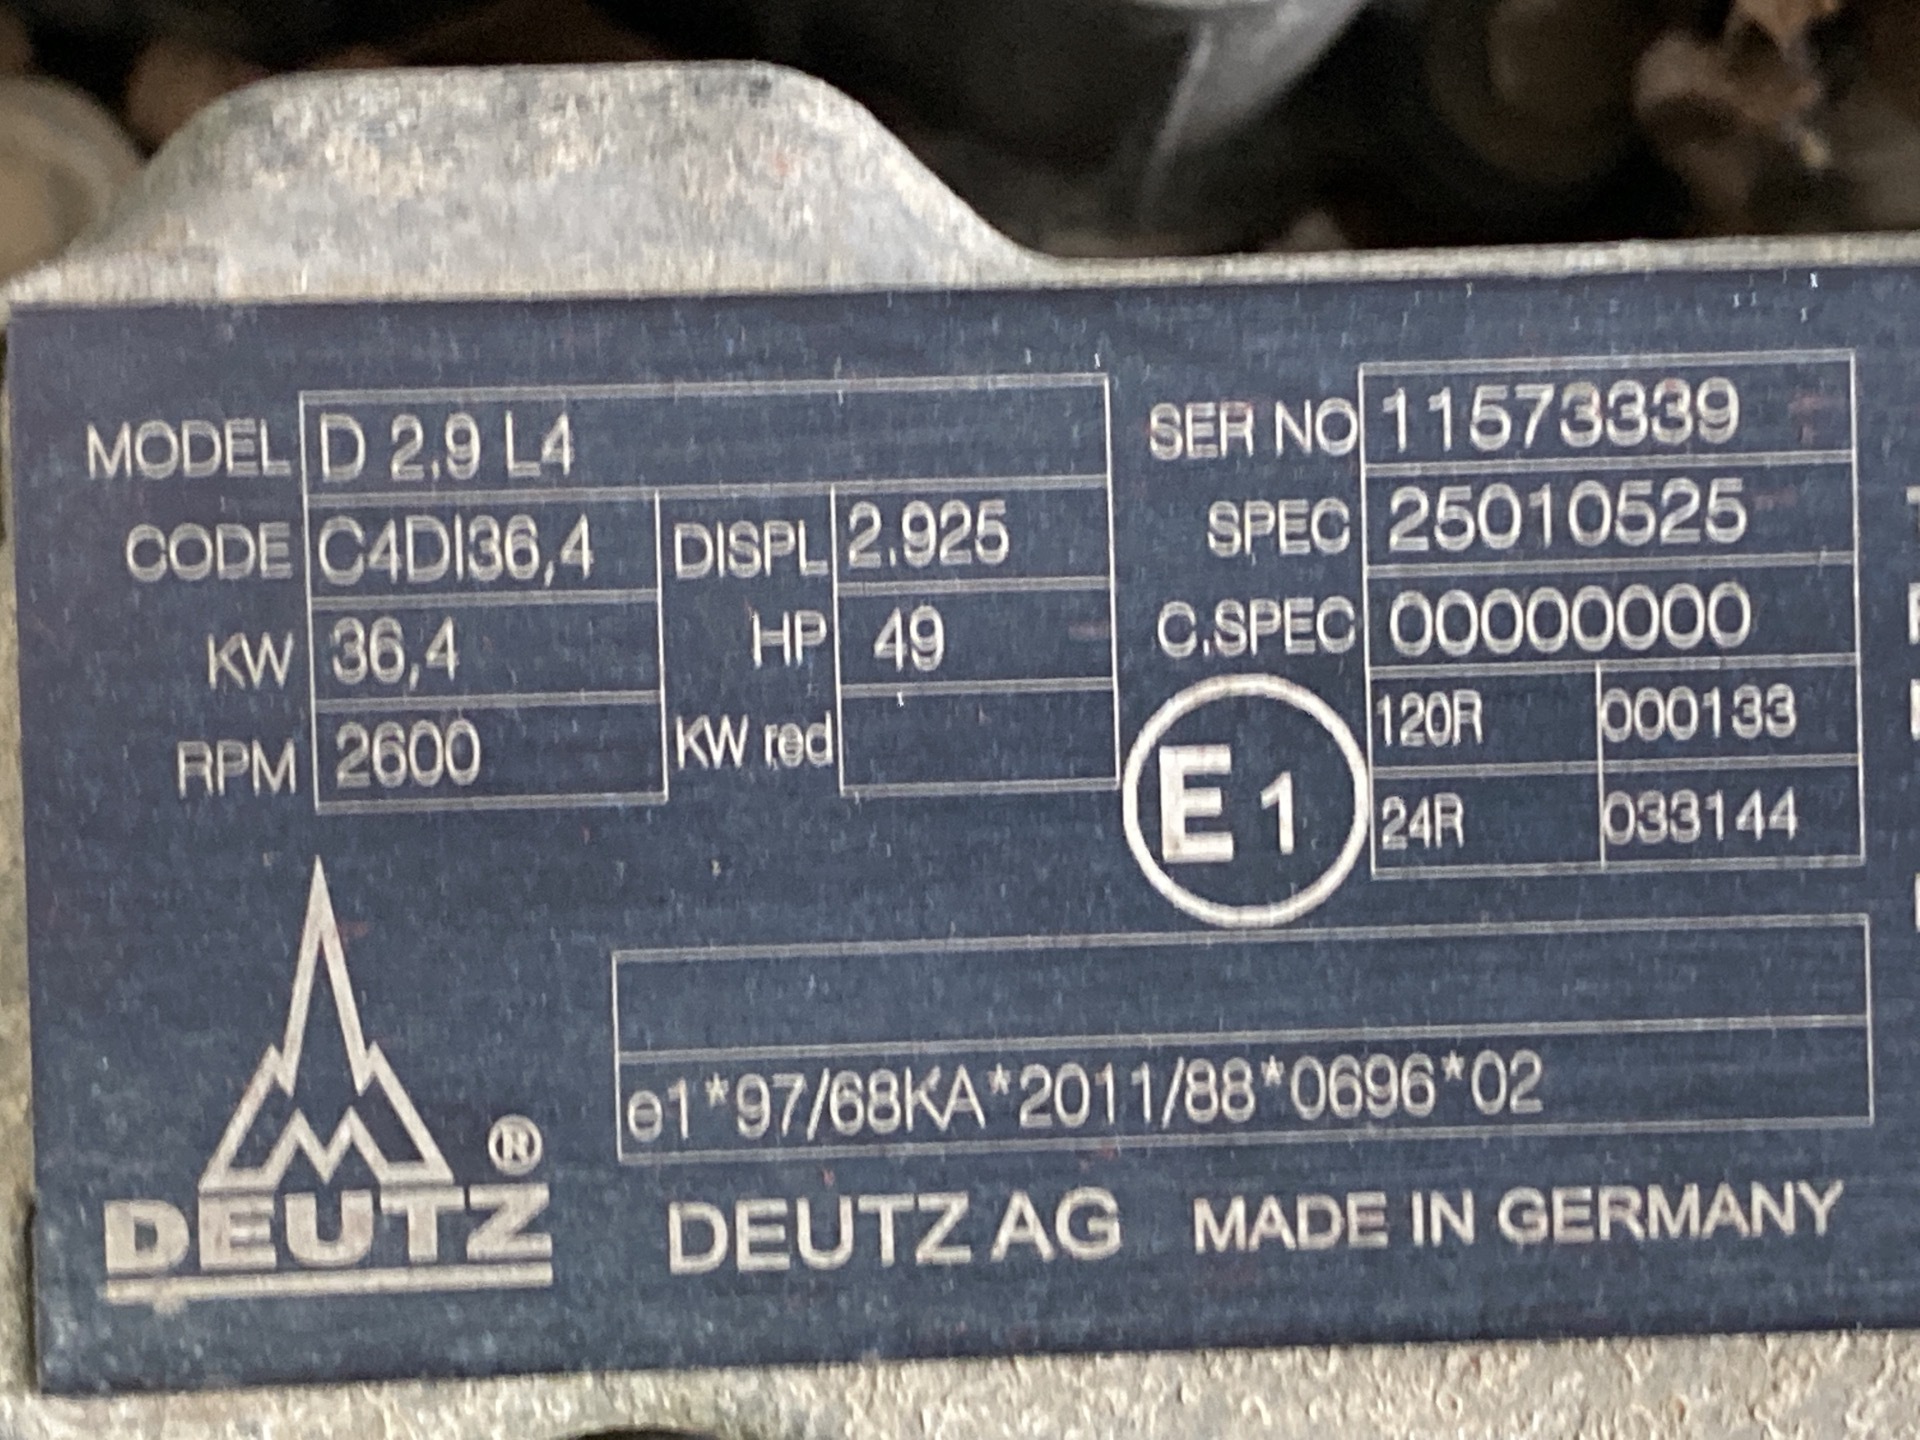 MODEL D 2.9 L4
CODE C4DI36,4 DISPL 2.925
KW 36,4 HP 49
RPM 2600 KW red
SER NO 11573339
SPEC 25010525
C.SPEC 00000000
E1 120R 000133
24R 033144
e1*97/68KA*2011/88*0696*02
DEUTZ®
DEUTZ AG MADE IN GERMANY